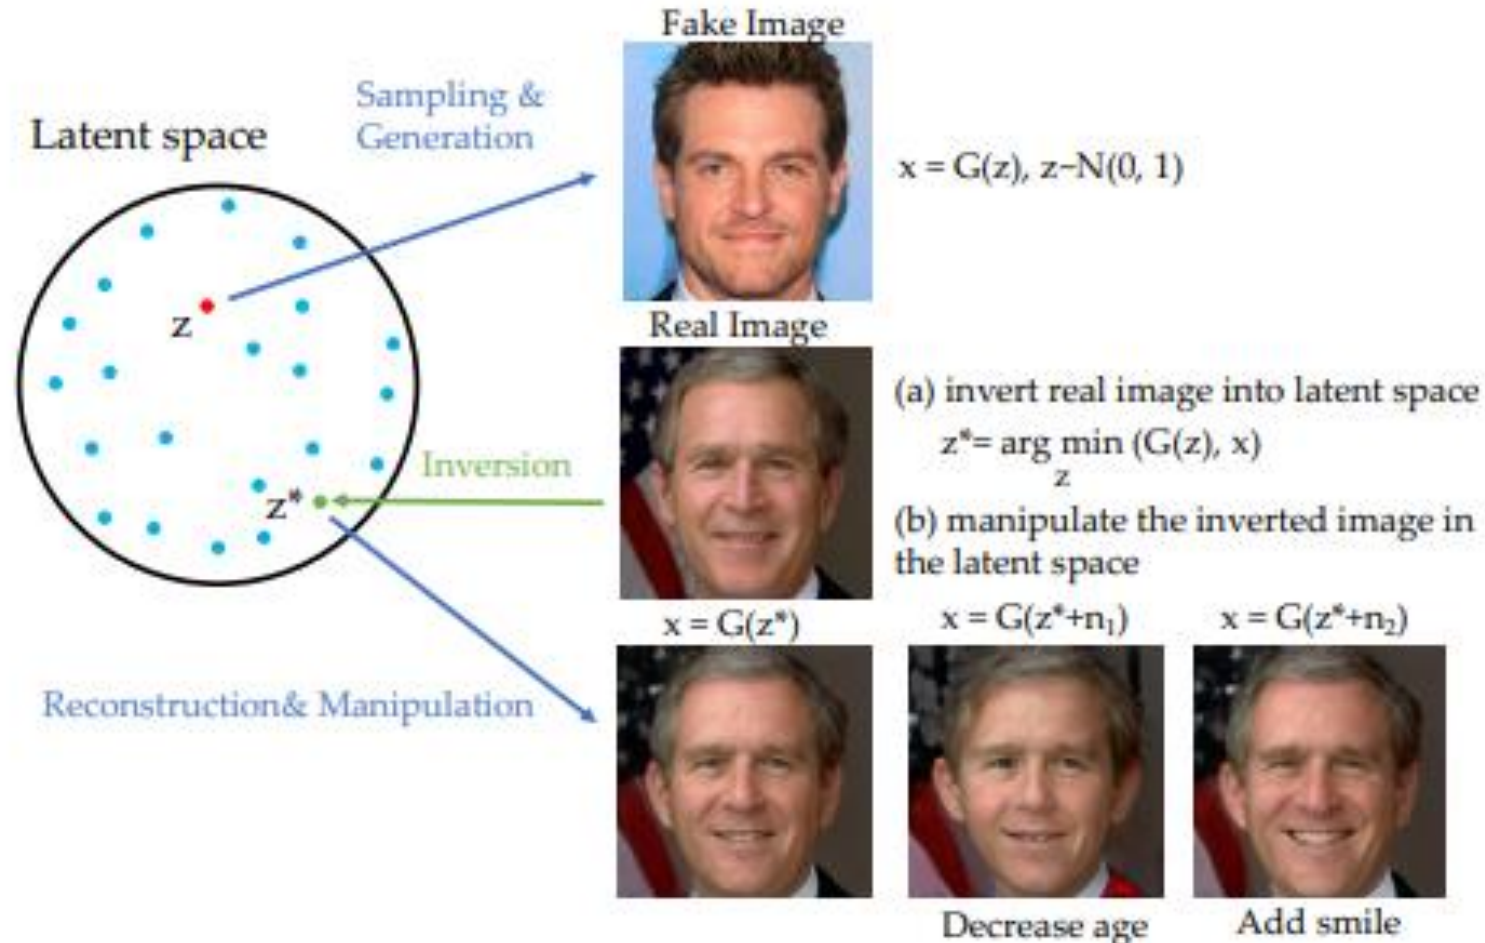 Fake Image
Sampling &
Generation
Latent space
x = G(z), z~N(0, 1)
z
Real Image
(a) invert real image into latent space
z*= arg min (G(z), x)
z
Inversion
z*
(b) manipulate the inverted image in
the latent space
x = G(z*)
x = G(z*+n₁)
x = G(z*+n₂)
Reconstruction& Manipulation
Decrease age
Add smile